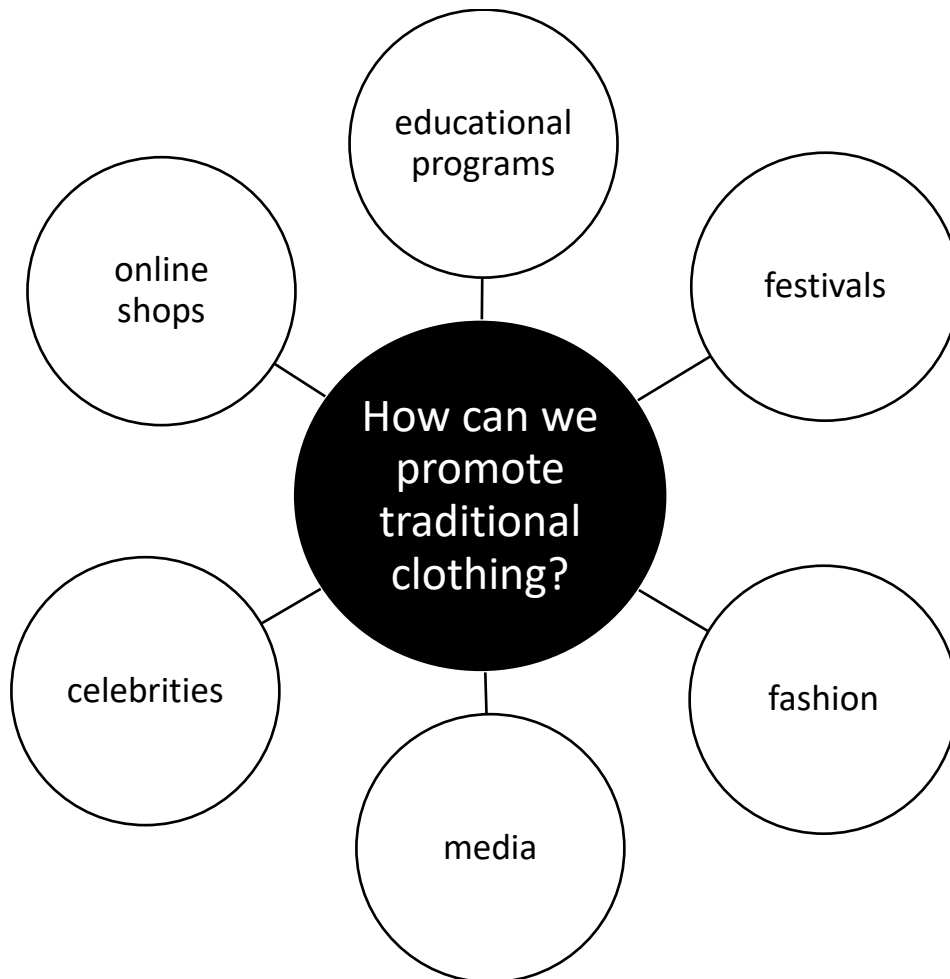 educational
programs
online
shops
festivals
How can we
promote
traditional
clothing?
celebrities
fashion
media